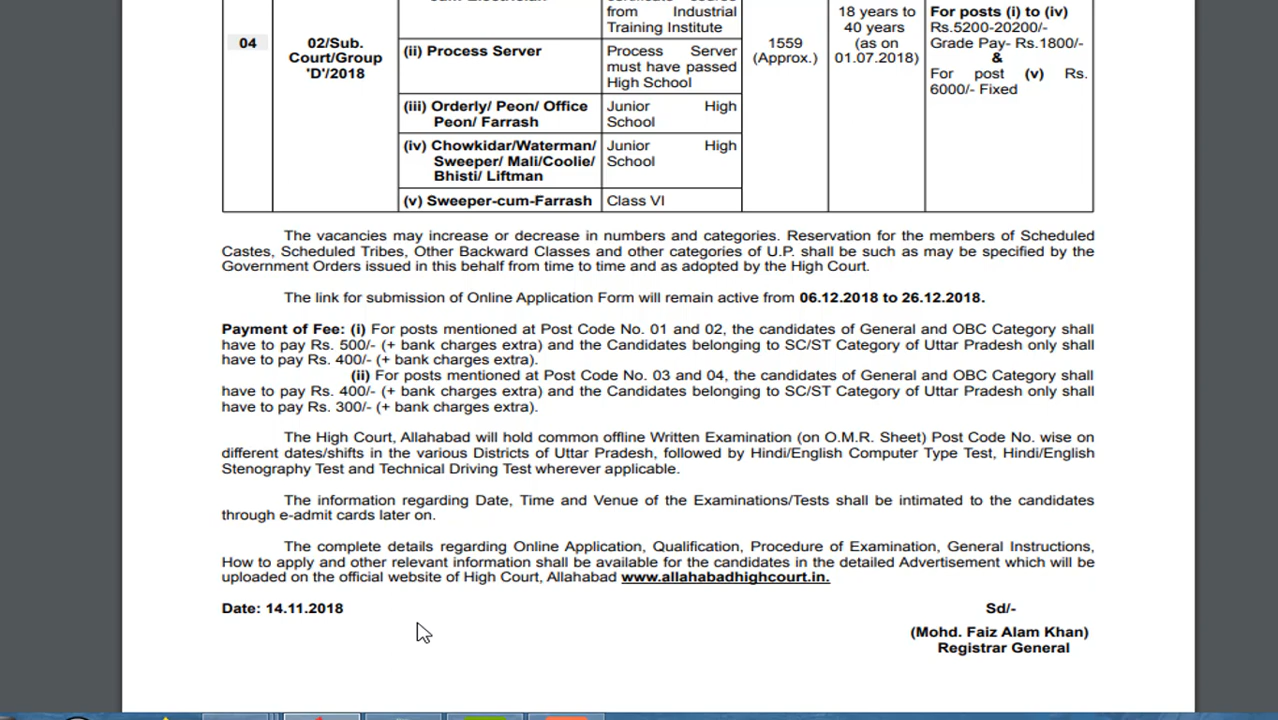 cum-Electrician
certificate course
from Industrial
Training Institute
18 years to
40 years
(as on
01.07.2018)
For posts (i) to (iv)
Rs.5200-20200/-
Grade Pay- Rs.1800/-
&
For post (v) Rs.
6000/- Fixed
04
02/Sub.
Court/Group
'D'/2018
(ii) Process Server
Process Server
must have passed
High School
1559
(Approx.)
(iii) Orderly/ Peon/ Office
Peon/ Farrash
Junior High
School
(iv) Chowkidar/Waterman/
Sweeper/ Mali/Coolie/
Bhisti/ Liftman
Junior High
School
(v) Sweeper-cum-Farrash
Class VI
The vacancies may increase or decrease in numbers and categories. Reservation for the members of Scheduled
Castes, Scheduled Tribes, Other Backward Classes and other categories of U.P. shall be such as may be specified by the
Government Orders issued in this behalf from time to time and as adopted by the High Court.
The link for submission of Online Application Form will remain active from 06.12.2018 to 26.12.2018.
Payment of Fee: (i) For posts mentioned at Post Code No. 01 and 02, the candidates of General and OBC Category shall
have to pay Rs. 500/- (+ bank charges extra) and the Candidates belonging to SC/ST Category of Uttar Pradesh only shall
have to pay Rs. 400/- (+ bank charges extra).
(ii) For posts mentioned at Post Code No. 03 and 04, the candidates of General and OBC Category shall
have to pay Rs. 400/- (+ bank charges extra) and the Candidates belonging to SC/ST Category of Uttar Pradesh only shall
have to pay Rs. 300/- (+ bank charges extra).
The High Court, Allahabad will hold common offline Written Examination (on O.M.R. Sheet) Post Code No. wise on
different dates/shifts in the various Districts of Uttar Pradesh, followed by Hindi/English Computer Type Test, Hindi/English
Stenography Test and Technical Driving Test wherever applicable.
The information regarding Date, Time and Venue of the Examinations/Tests shall be intimated to the candidates
through e-admit cards later on.
The complete details regarding Online Application, Qualification, Procedure of Examination, General Instructions,
How to apply and other relevant information shall be available for the candidates in the detailed Advertisement which will be
uploaded on the official website of High Court, Allahabad www.allahabadhighcourt.in.
Date: 14.11.2018
Sd/-
(Mohd. Faiz Alam Khan)
Registrar General